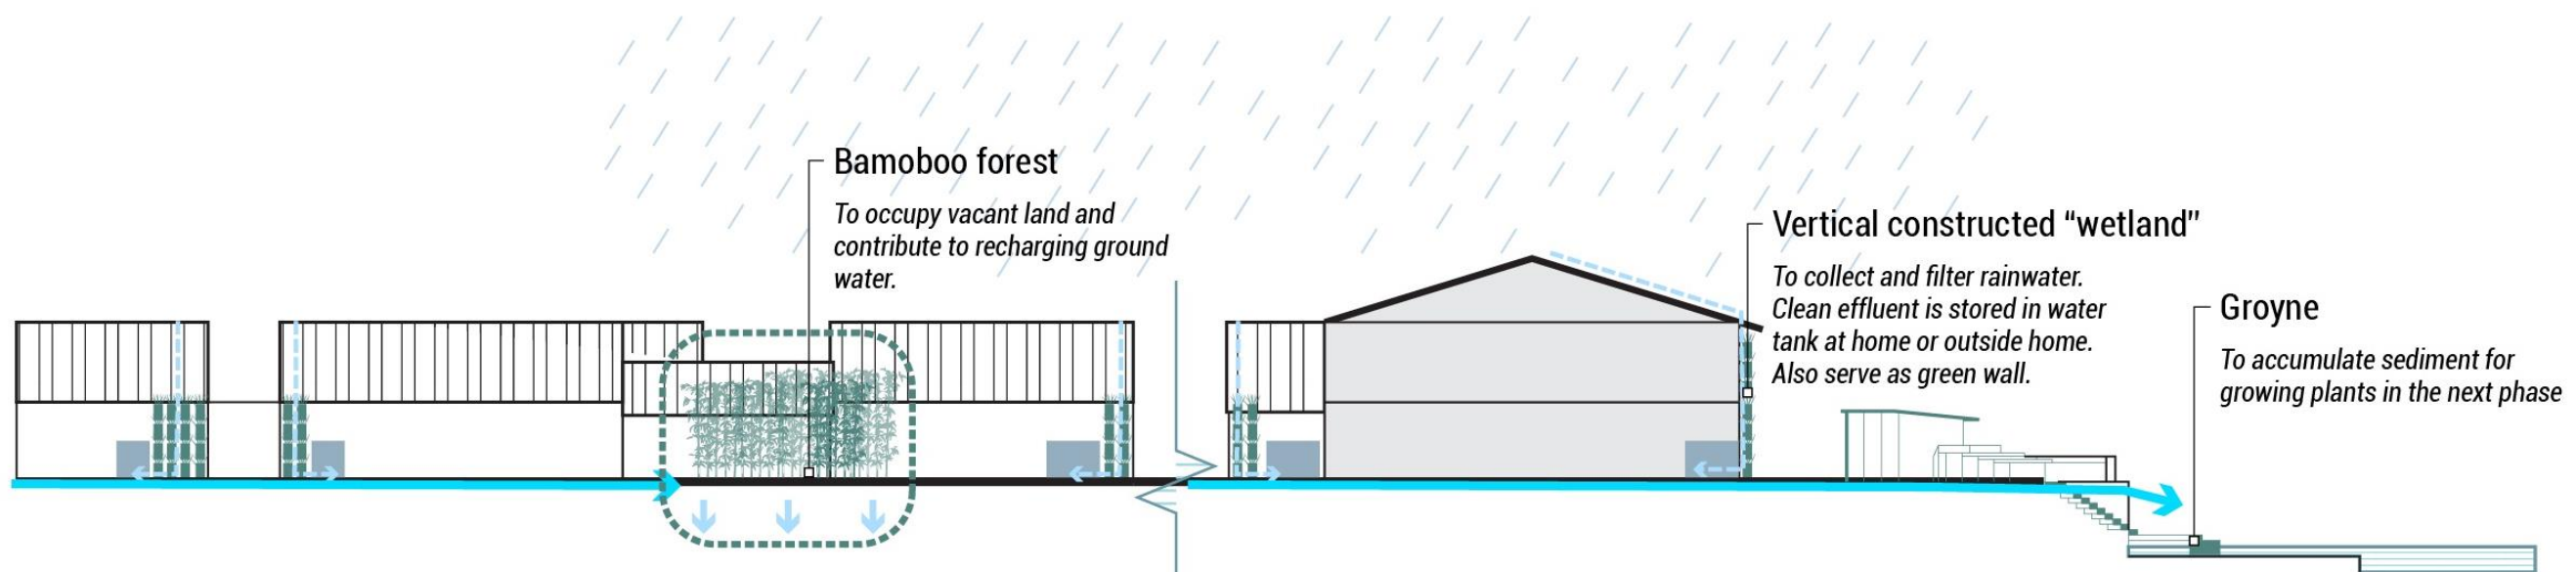 Bamoboo forest
To occupy vacant land and
contribute to recharging ground
water.
Vertical constructed “wetland”
To collect and filter rainwater.
Clean effluent is stored in water
tank at home or outside home.
Also serve as green wall.
Groyne
To accumulate sediment for
growing plants in the next phase